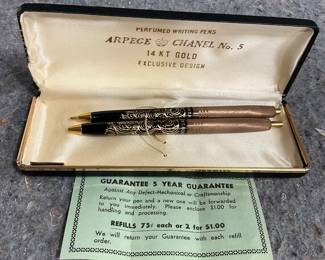 PERFUMED WRITING PENS
ARPEGE CHANEL No. 5
14 KT GOLD
EXCLUSIVE DESIGN
GUARANTEE 5 YEAR GUARANTEE
Against Any Defect-Mechanical or Craftsmanship
Return your pen and a new one will be forwarded
to you immediately. Please enclose $1.00 for
handling and processing.
REFILLS 75¢ each or 2 for $1.00
We will return your Guarantee with each refill
order.